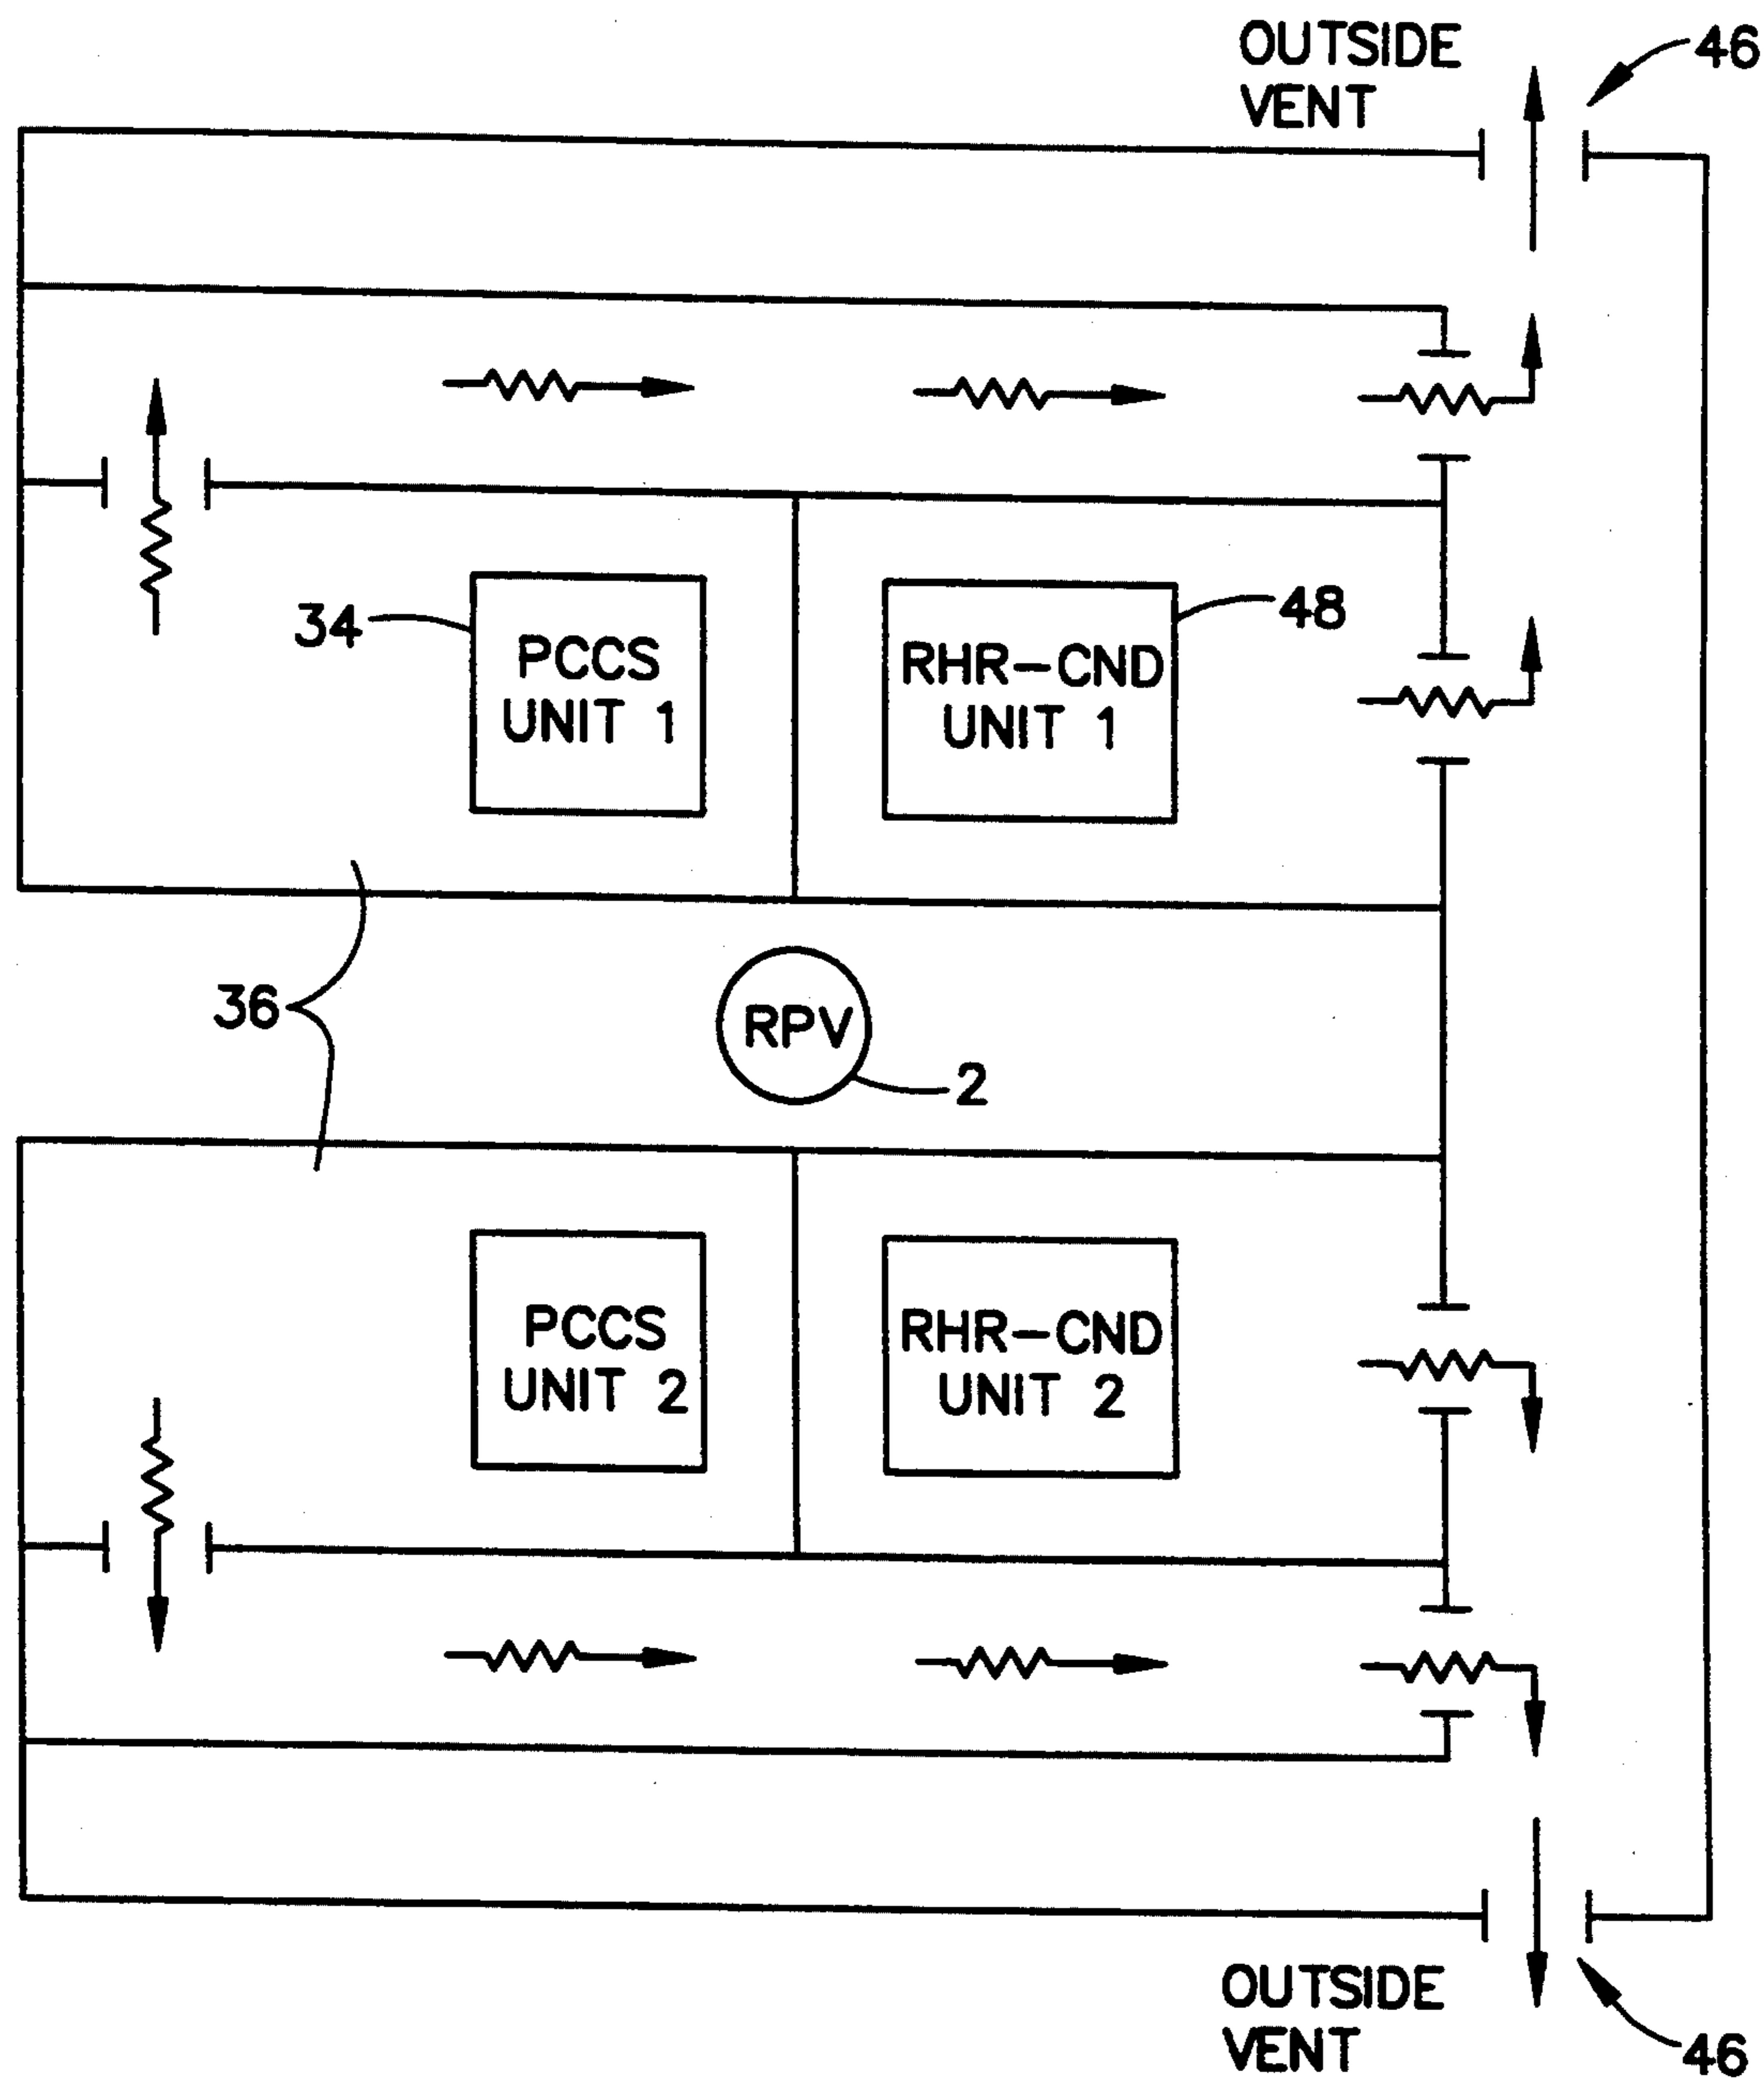 OUTSIDE
VENT
46
34
PCCS
UNIT 1
RHR-CND
UNIT 1
48
36
RPV
2
PCCS
UNIT 2
RHR-CND
UNIT 2
OUTSIDE
VENT
46